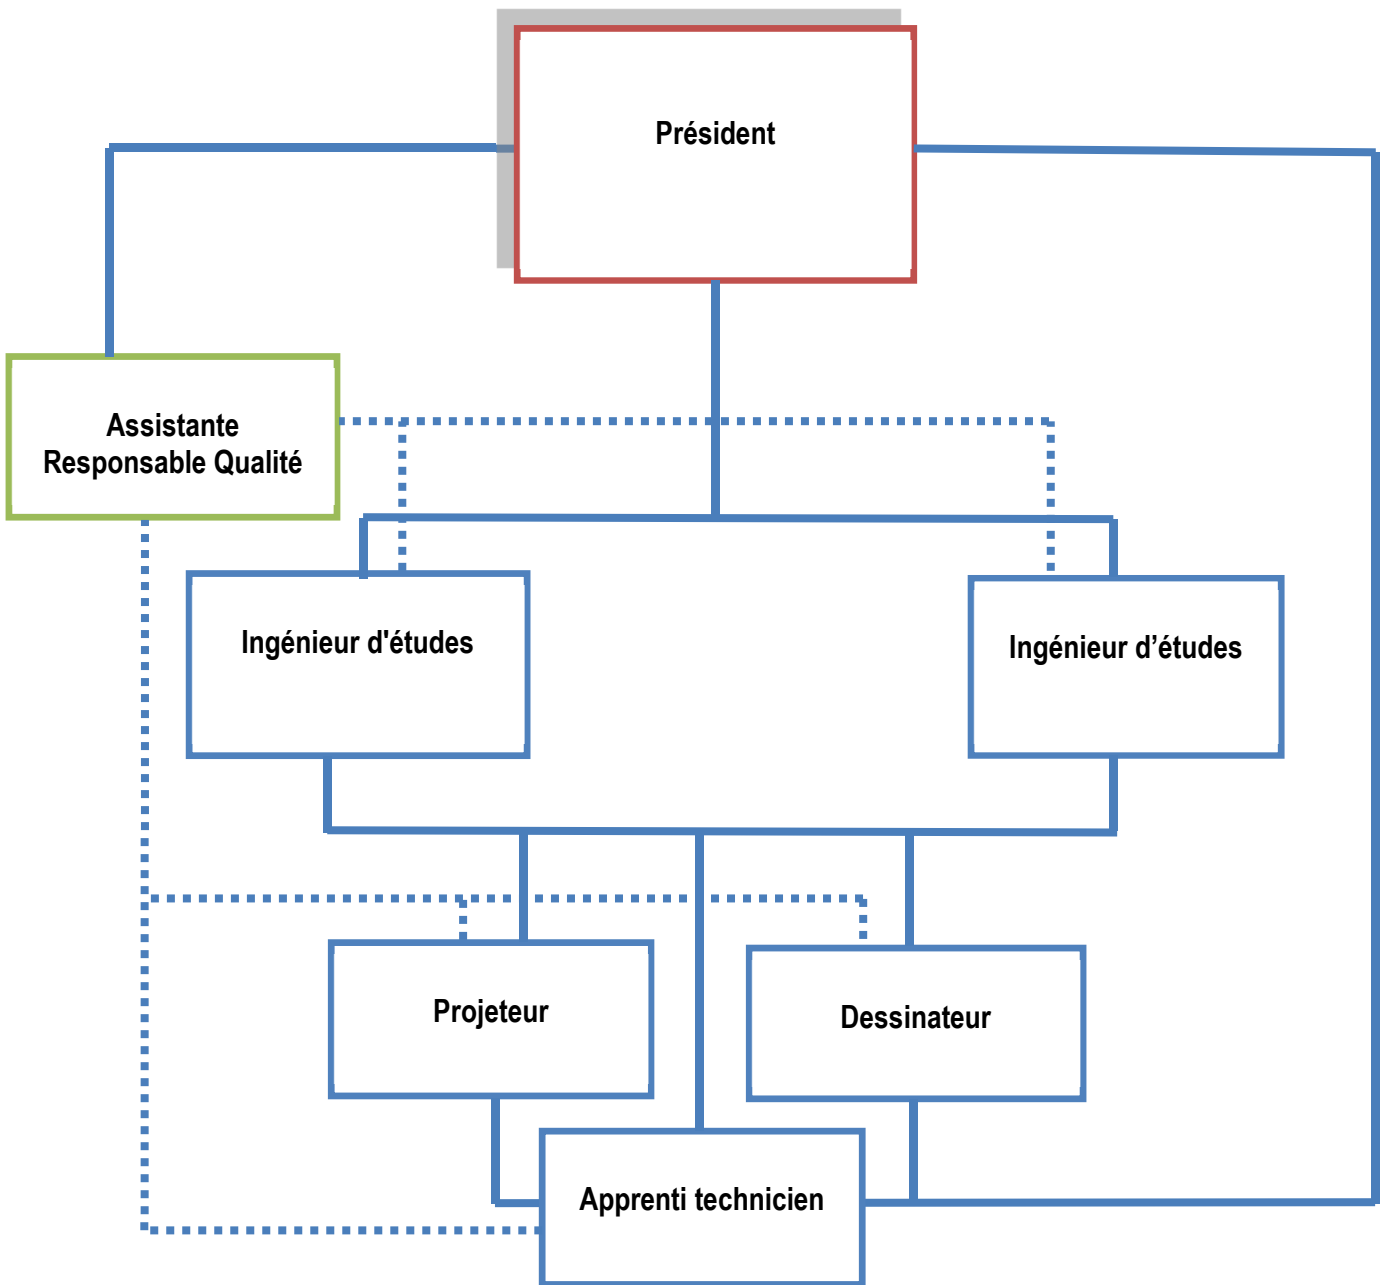 Président
Assistante
Responsable Qualité
Ingénieur d'études
Ingénieur d’études
Projeteur
Dessinateur
Apprenti technicien